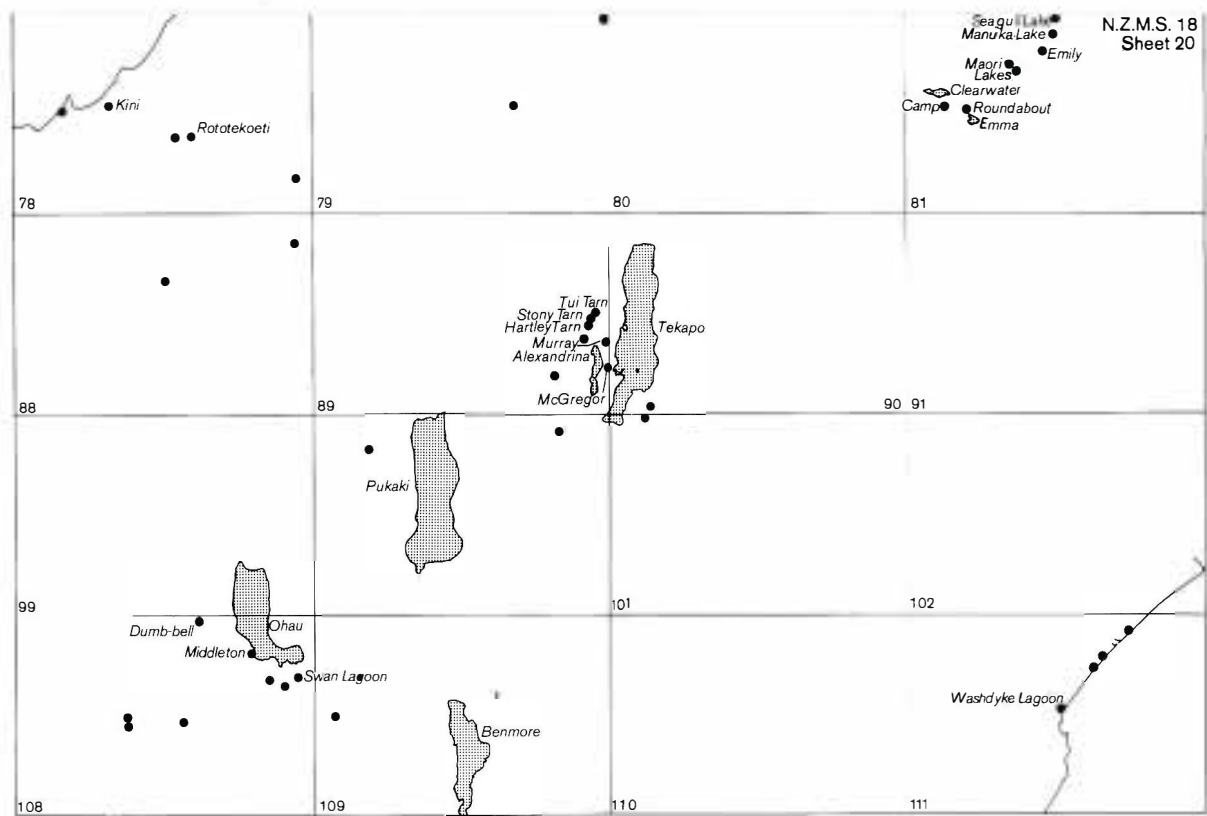 Seagull Lake
N.Z.M.S. 18
Manuka Lake
Sheet 20
Emily
Maori
Lakes
Clearwater
Kini
Camp
Roundabout
Emma
Rototekoeti
78
79
80
81
Tui Tarn
Stony Tarn
Hartley Tarn
Tekapo
Murray
Alexandrina
McGregor
88
89
90 91
Pukaki
99
101
102
Dumb-bell
Ohau
Middleton
Swan Lagoon
Washdyke Lagoon
Benmore
108
109
110
111